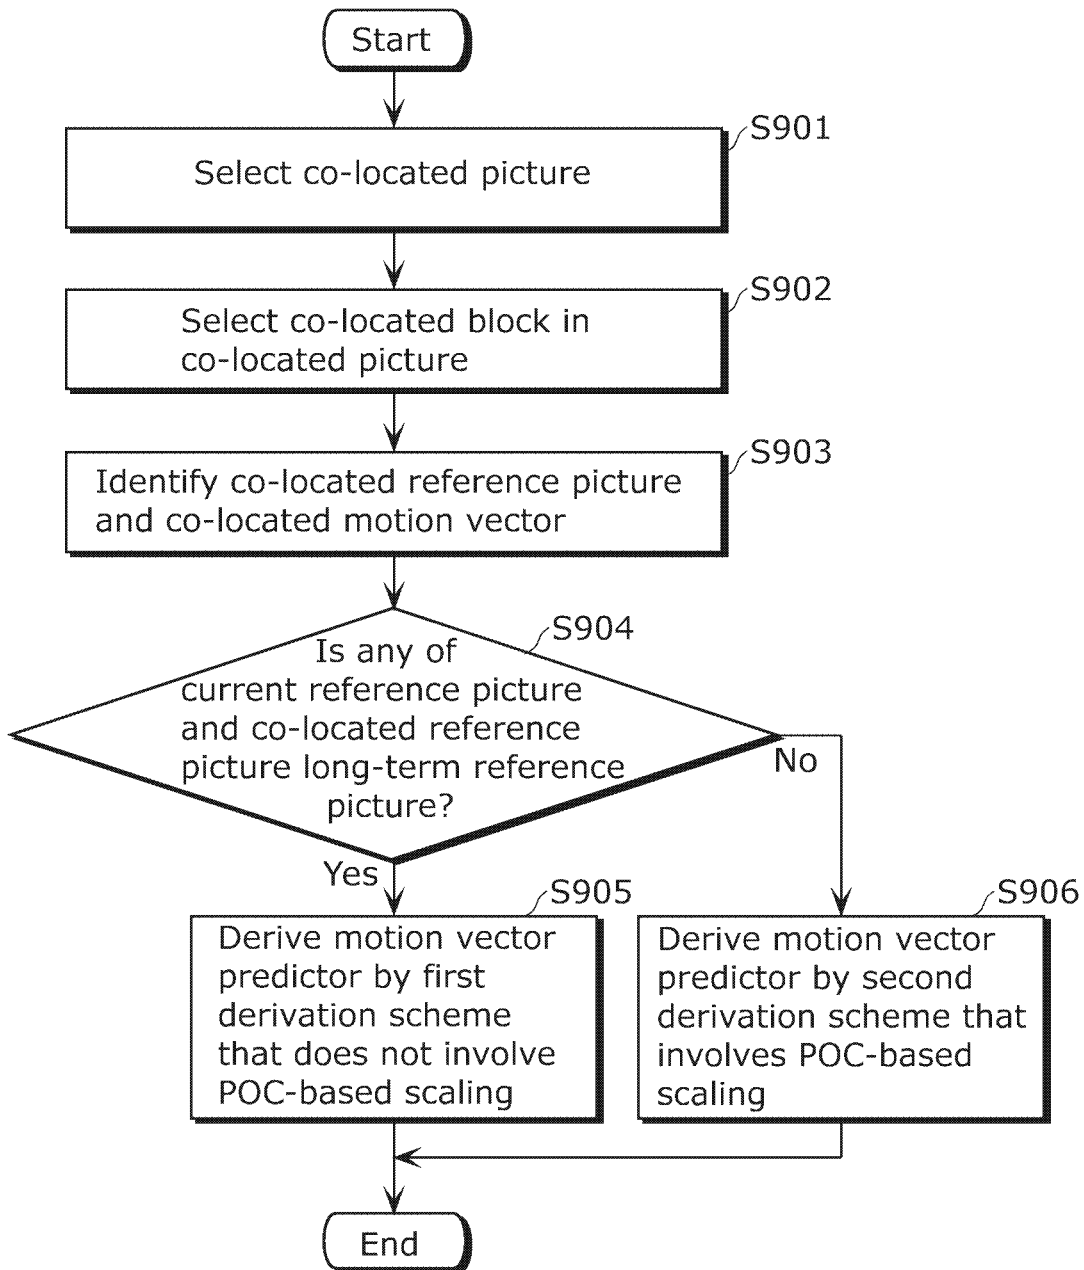 Start
S901
Select co-located picture
S902
Select co-located block in
co-located picture
S903
Identify co-located reference picture
and co-located motion vector
S904
Is any of
current reference picture
and co-located reference
picture long-term reference
picture?
No
Yes
S905
Derive motion vector
predictor by first
derivation scheme
that does not involve
POC-based scaling
S906
Derive motion vector
predictor by second
derivation scheme that
involves POC-based
scaling
End